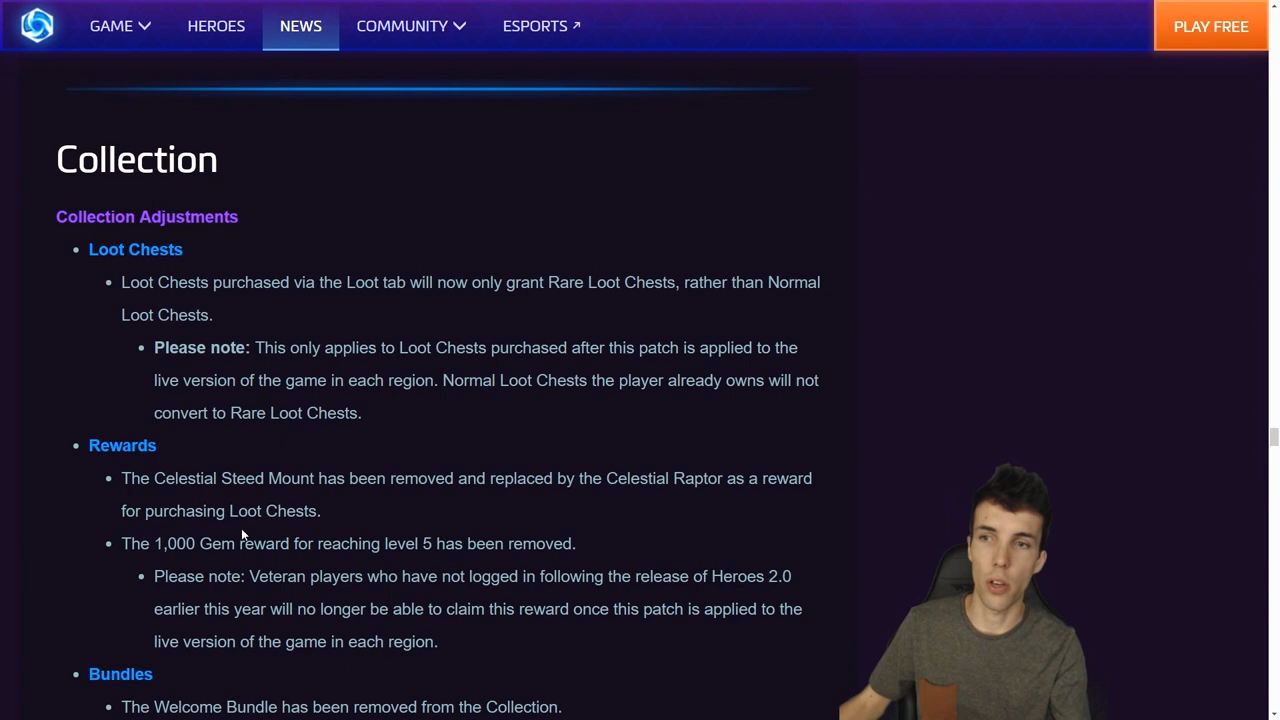 GAME HEROES NEWS COMMUNITY ESPORTS PLAY FREE
Collection
Collection Adjustments
Loot Chests
Loot Chests purchased via the Loot tab will now only grant Rare Loot Chests, rather than Normal
Loot Chests.
Please note: This only applies to Loot Chests purchased after this patch is applied to the
live version of the game in each region. Normal Loot Chests the player already owns will not
convert to Rare Loot Chests.
Rewards
The Celestial Steed Mount has been removed and replaced by the Celestial Raptor as a reward
for purchasing Loot Chests.
The 1,000 Gem reward for reaching level 5 has been removed.
Please note: Veteran players who have not logged in following the release of Heroes 2.0
earlier this year will no longer be able to claim this reward once this patch is applied to the
live version of the game in each region.
Bundles
The Welcome Bundle has been removed from the Collection.